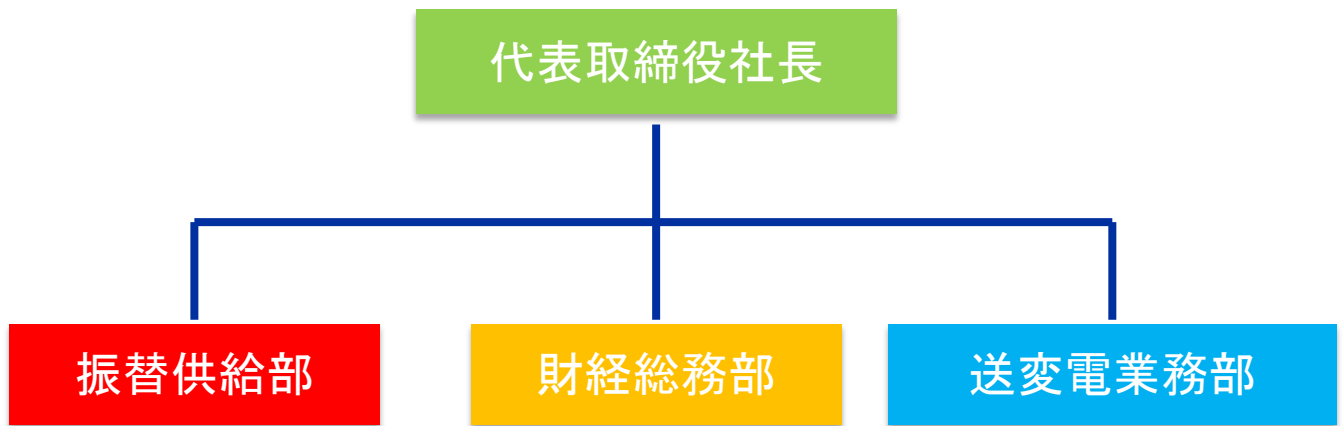 代表取締役社長
振替供給部
財経総務部
送変電業務部